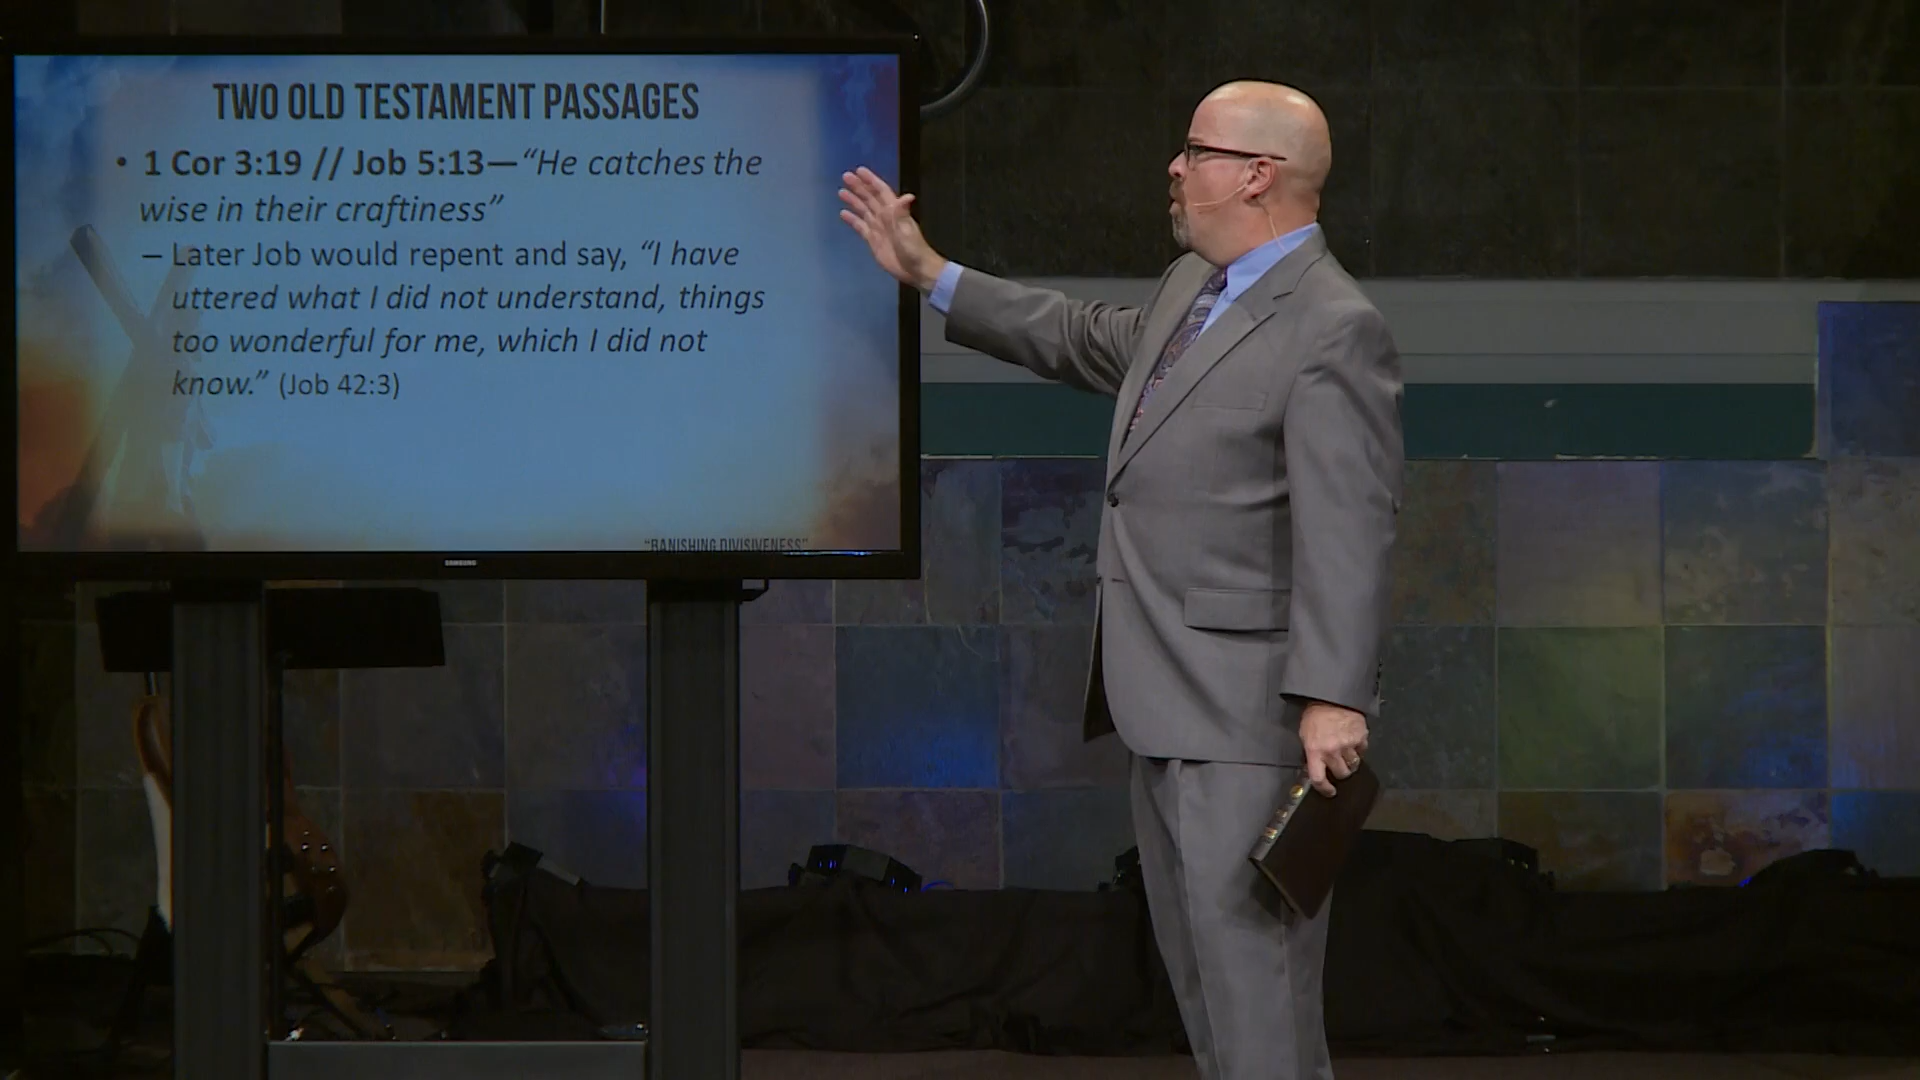 TWO OLD TESTAMENT PASSAGES
• 1 Cor 3:19 // Job 5:13—“He catches the
wise in their craftiness”
– Later Job would repent and say, “I have
uttered what I did not understand, things
too wonderful for me, which I did not
know.” (Job 42:3)
“BANISHING DIVISIVENESS”
SAMSUNG